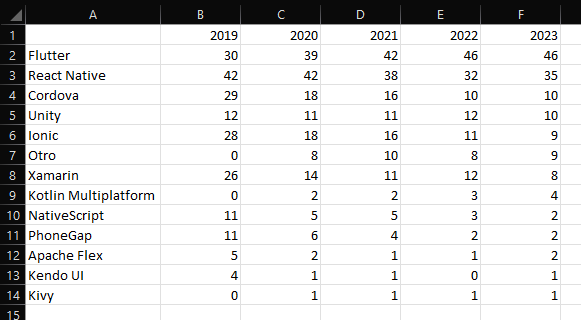 A B C D E F
1 2019 2020 2021 2022 2023
2 Flutter 30 39 42 46 46
3 React Native 42 42 38 32 35
4 Cordova 29 18 16 10 10
5 Unity 12 11 11 12 10
6 Ionic 28 18 16 11 9
7 Otro 0 8 10 8 9
8 Xamarin 26 14 11 12 8
9 Kotlin Multiplatform 0 2 2 3 4
10 NativeScript 11 5 5 3 2
11 PhoneGap 11 6 4 2 2
12 Apache Flex 5 2 1 1 2
13 Kendo UI 4 1 1 0 1
14 Kivy 0 1 1 1 1
15